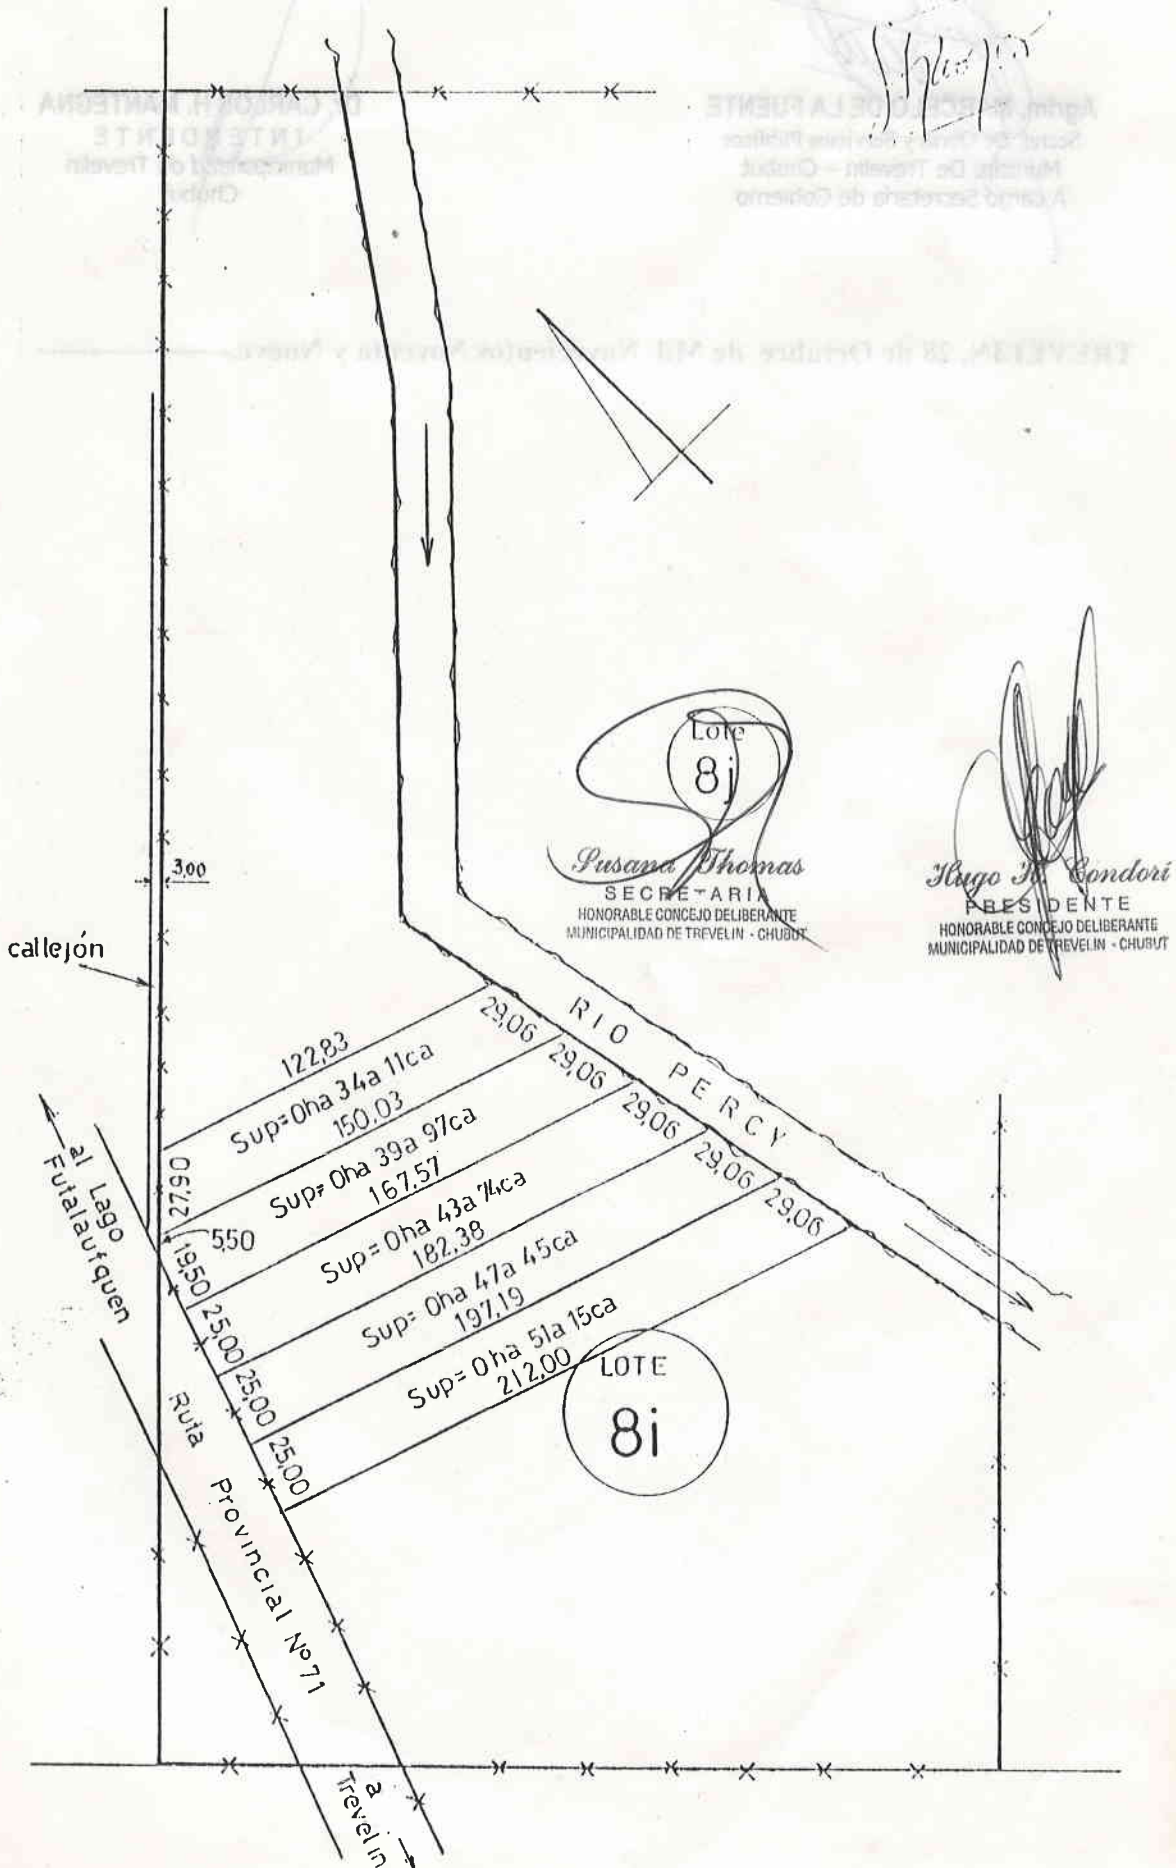 3,00
callejón
Lote
8j
Susana Thomas
SECRETARIA
HONORABLE CONCEJO DELIBERANTE
MUNICIPALIDAD DE TREVELIN - CHUBUT
Condorí
PRESIDENTE
HONORABLE CONCEJO DELIBERANTE
MUNICIPALIDAD DE TREVELIN - CHUBUT
RIO PERCY
29,06
29,06
29,06
29,06
29,06
122,83
Sup=0ha 34a 11ca
150,03
Sup= 0ha 39a 97ca
167,57
Sup= 0ha 43a 74ca
182,38
Sup= 0ha 47a 45ca
197,19
Sup= 0ha 51a 15ca
212,00
27,60
5,50
19,50
25,00
25,00
25,00
al Lago
Futalaufquen
LOTE
8i
Ruta Provincial Nº 71
a
Trevelin
Agrim. MARCELO DE LA FUENTE
Secret. De Obras y Servicios Públicos
Municip. De Trevelin - Chubut
A cargo Secretaría de Gobierno
Dr. CARLOS H. MANTEGNA
INTENDENTE
Municipalidad de Trevelin
Chubut
TREVELIN, 28 de Octubre de Mil Novecientos Noventa y Nueve.